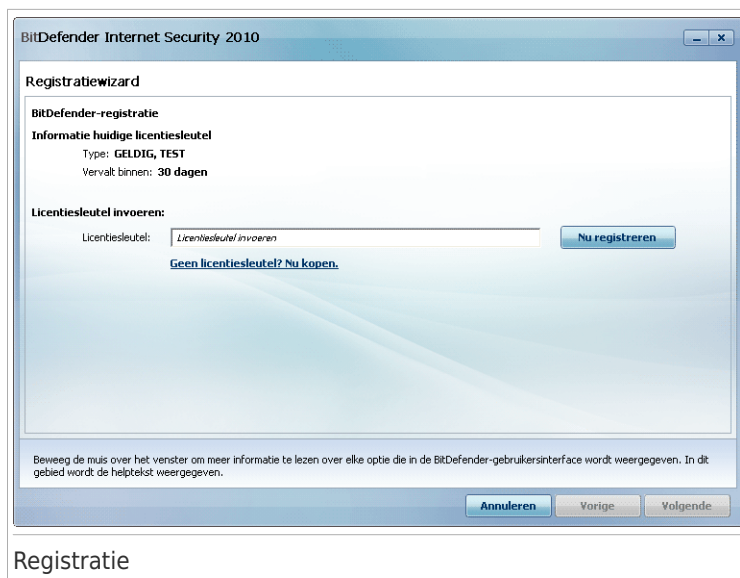 BitDefender Internet Security 2010
Registratiewizard
BitDefender-registratie
Informatie huidige licentiesleutel
Type: GELDIG, TEST
Vervalt binnen: 30 dagen
Licentiesleutel invoeren:
Licentiesleutel: Licentiesleutel invoeren Nu registreren
Geen licentiesleutel? Nu kopen.
Beweeg de muis over het venster om meer informatie te lezen over elke optie die in de BitDefender-gebruikersinterface wordt weergegeven. In dit
gebied wordt de helptekst weergegeven.
Annuleren Vorige Volgende
Registratie